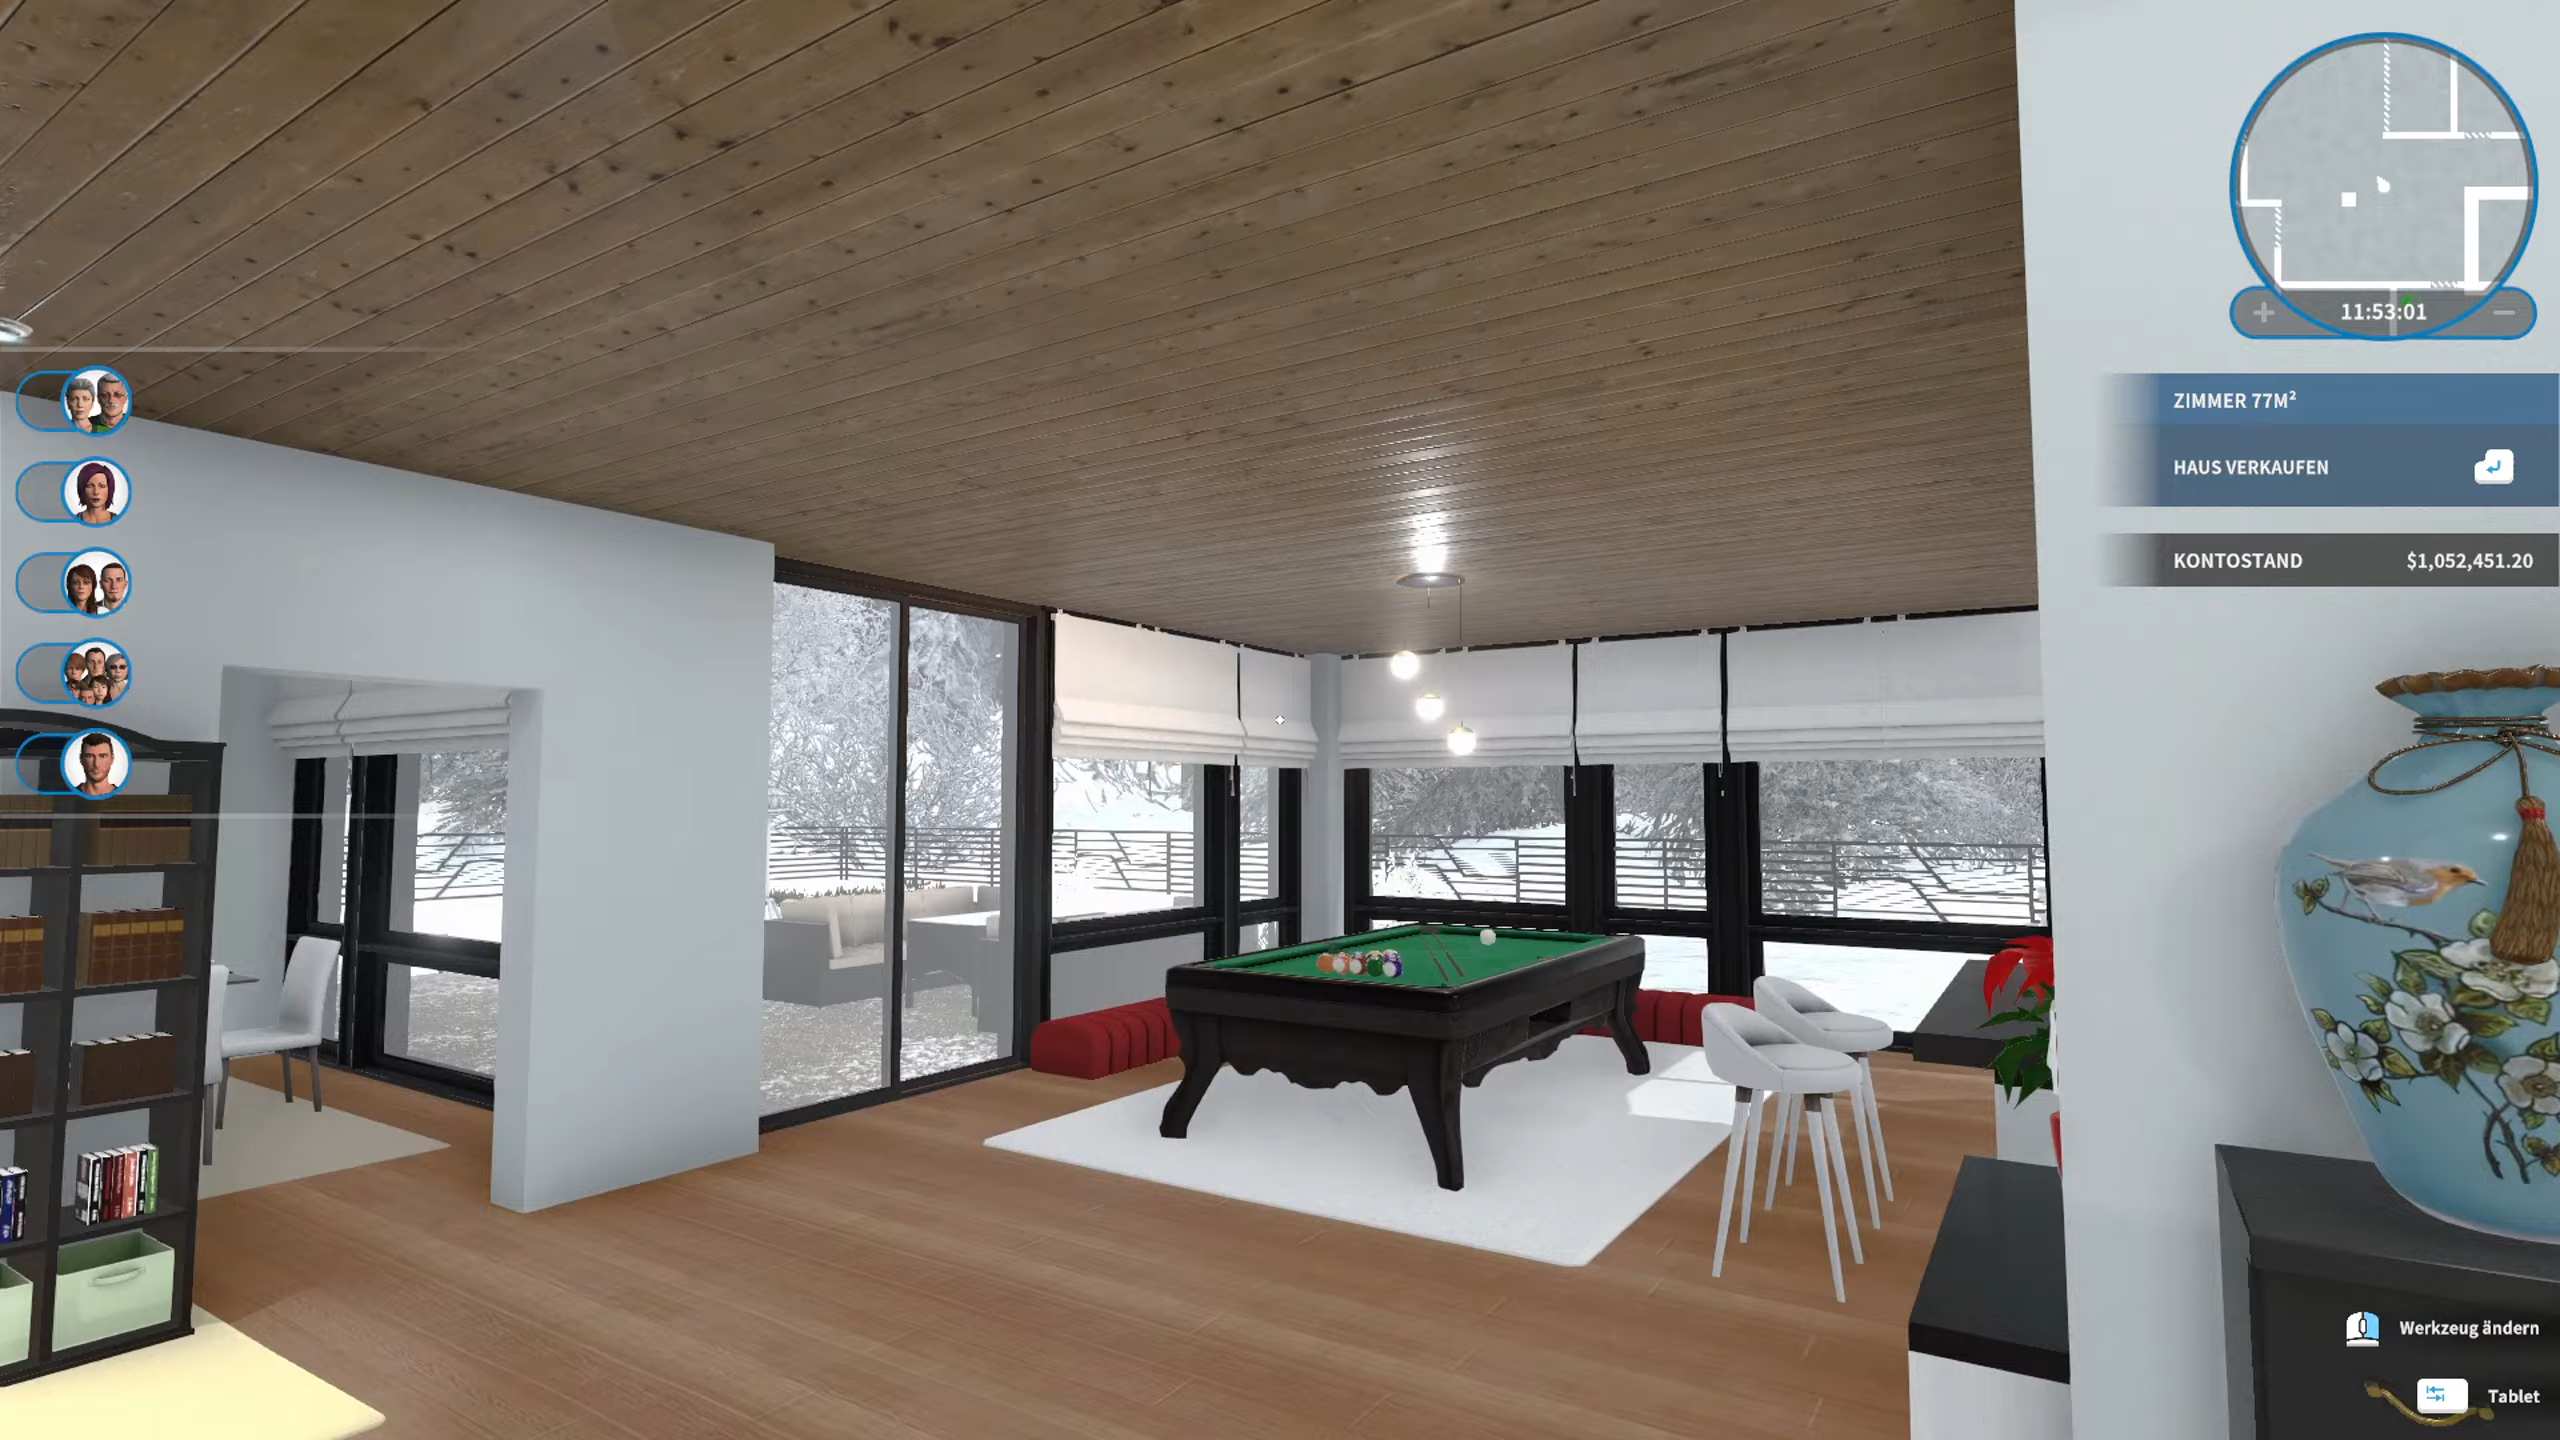 11:53:01
ZIMMER 77M²
HAUS VERKAUFEN
KONTOSTAND $1,052,451.20
Werkzeug ändern
Tablet